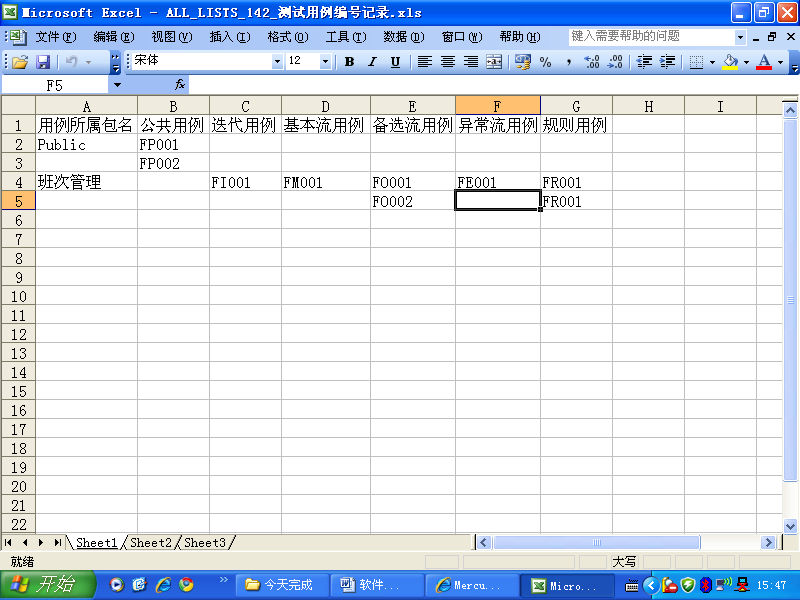 Microsoft Excel - ALL_LISTS_142_测试用例编号记录.xls
文件(F) 编辑(E) 视图(V) 插入(I) 格式(O) 工具(T) 数据(D) 窗口(W) 帮助(H) 键入需要帮助的问题
宋体 12 B I U % ,
F5 fx
A B C D E F G H I
1 用例所属包名 公共用例 迭代用例 基本流用例 备选流用例 异常流用例 规则用例
2 Public FP001
3 FP002
4 班次管理 FI001 FM001 FO001 FE001 FR001
5 FO002 FR001
6
7
8
9
10
11
12
13
14
15
16
17
18
19
20
21
22
Sheet1 Sheet2 Sheet3
就绪 大写
开始 今天完成 软件... Mercu... Micro... 15:47